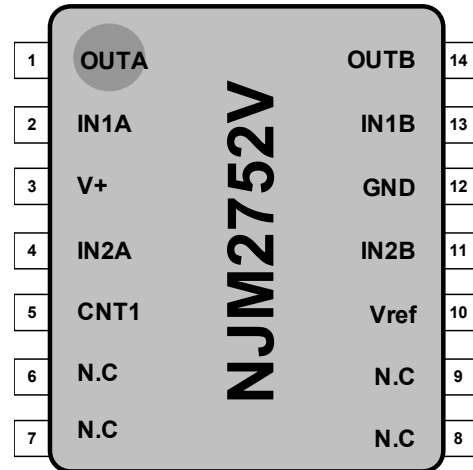 1 OUTA OUTB 14
2 IN1A IN1B 13
3 V+ GND 12
4 IN2A IN2B 11
5 CNT1 Vref 10
6 N.C N.C 9
7 N.C N.C 8
NJM2752V